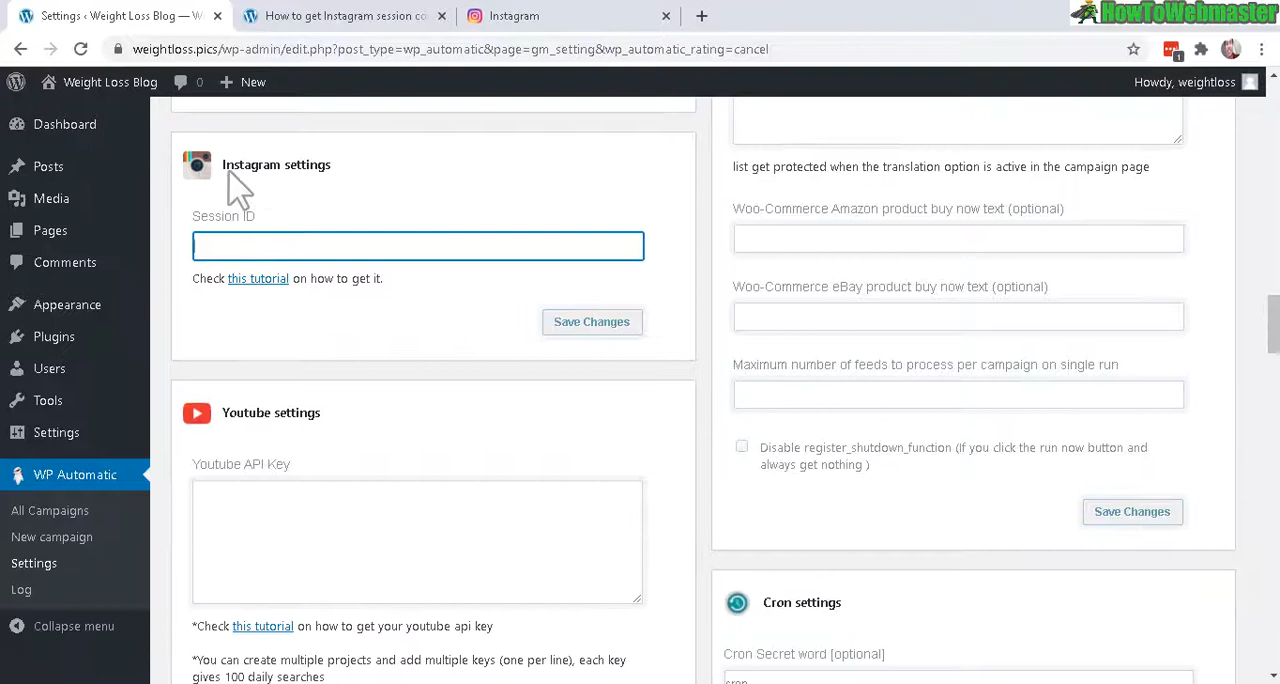 Settings ‹ Weight Loss Blog — W
How to get Instagram session co
Instagram
HowToWebmaster
weightloss.pics/wp-admin/edit.php?post_type=wp_automatic&page=gm_setting&wp_automatic_rating=cancel
1
Weight Loss Blog
0
New
Howdy, weightloss
Dashboard
Posts
Media
Pages
Comments
Appearance
Plugins
Users
Tools
Settings
WP Automatic
All Campaigns
New campaign
Settings
Log
Collapse menu
Instagram settings
Session ID
Check this tutorial on how to get it.
Save Changes
Youtube settings
Youtube API Key
*Check this tutorial on how to get your youtube api key
*You can create multiple projects and add multiple keys (one per line), each key
gives 100 daily searches
list get protected when the translation option is active in the campaign page
Woo-Commerce Amazon product buy now text (optional)
Woo-Commerce eBay product buy now text (optional)
Maximum number of feeds to process per campaign on single run
Disable register_shutdown_function (If you click the run now button and
always get nothing )
Save Changes
Cron settings
Cron Secret word [optional]
cron